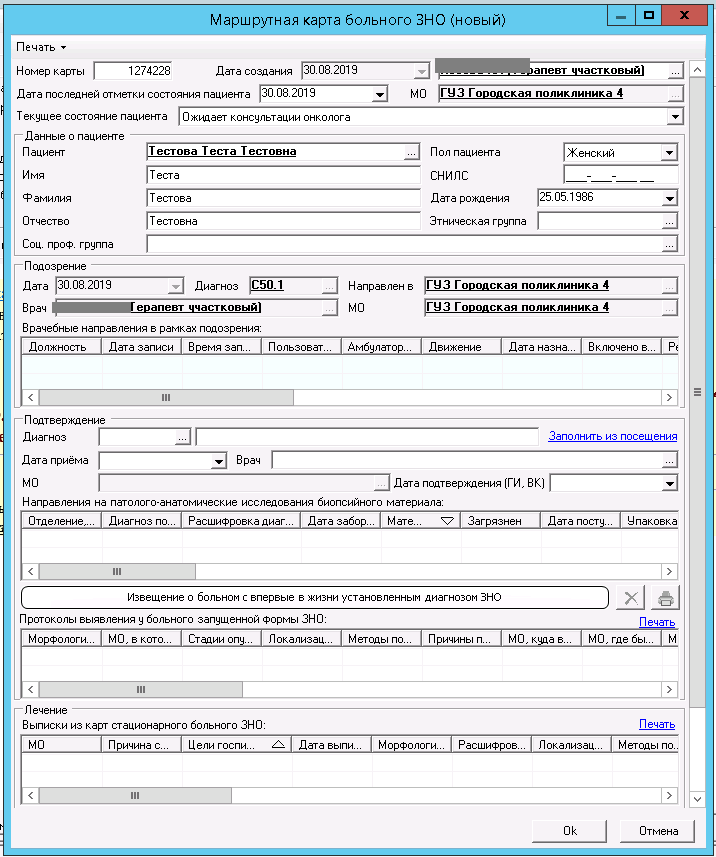 Маршрутная карта больного ЗНО (новый)
Печать
Номер карты 1274228 Дата создания 30.08.2019 (Терапевт участковый) ...
Дата последней отметки состояния пациента 30.08.2019 МО ГУЗ Городская поликлиника 4 ...
Текущее состояние пациента Ожидает консультации онколога
Данные о пациенте
Пациент Тестова Теста Тестовна ... Пол пациента Женский
Имя Теста СНИЛС ___-___-___ __
Фамилия Тестова Дата рождения 25.05.1986
Отчество Тестовна Этническая группа ...
Соц. проф. группа ...
Подозрение
Дата 30.08.2019 Диагноз С50.1 ... Направлен в ГУЗ Городская поликлиника 4 ...
Врач Терапевт участковый) ... МО ГУЗ Городская поликлиника 4 ...
Врачебные направления в рамках подозрения:
Должность Дата записи Время зап... Пользоват... Амбулатор... Движение Дата назна... Включено в... Ре
Подтверждение
Диагноз ... Заполнить из посещения
Дата приёма Врач ...
МО ... Дата подтверждения (ГИ, ВК)
Направления на патолого-анатомические исследования биопсийного материала:
Отделение,... Диагноз по... Расшифровка диаг... Дата забор... Мате... Загрязнен Дата посту... Упаковка
Извещение о больном с впервые в жизни установленным диагнозом ЗНО
Протоколы выявления у больного запущенной формы ЗНО: Печать
Морфологи... МО, в кото... Стадии опу... Локализац... Методы по... Причины п... МО, куда в... МО, где бы... М
Лечение
Выписки из карт стационарного больного ЗНО: Печать
МО Причина с... Цели госпи... Дата выпи... Морфологи... Расшифров... Локализац... Методы по...
Ok Отмена